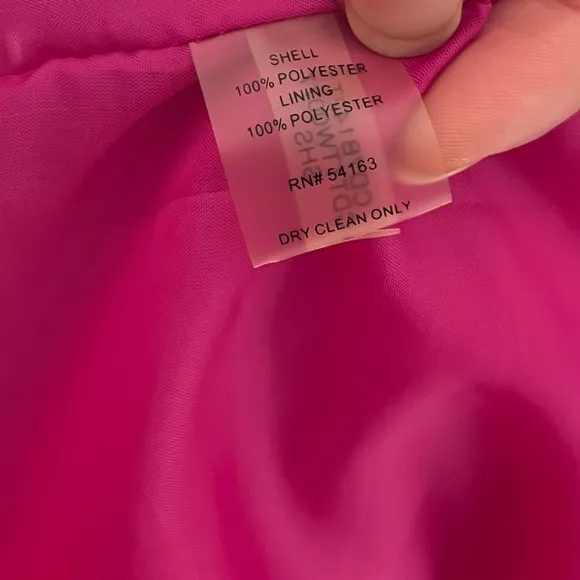 SHELL
100% POLYESTER
LINING
100% POLYESTER
RN# 54163
DRY CLEAN ONLY